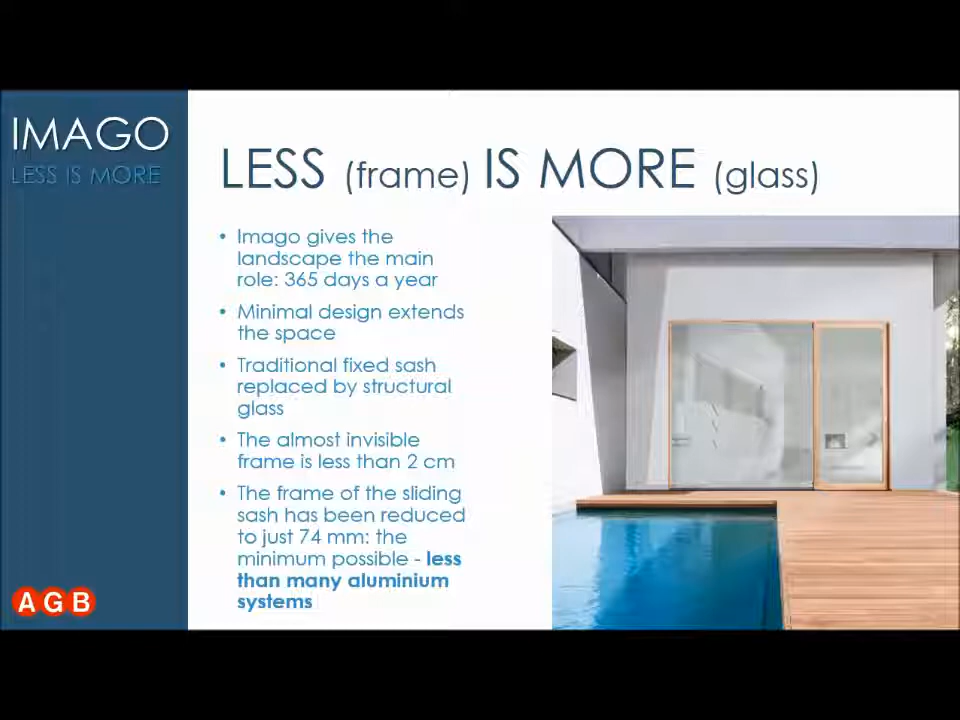 IMAGO
LESS IS MORE
LESS (frame) IS MORE (glass)
• Imago gives the
landscape the main
role: 365 days a year
• Minimal design extends
the space
• Traditional fixed sash
replaced by structural
glass
• The almost invisible
frame is less than 2 cm
• The frame of the sliding
sash has been reduced
to just 74 mm: the
minimum possible - less
than many aluminium
systems
AGB